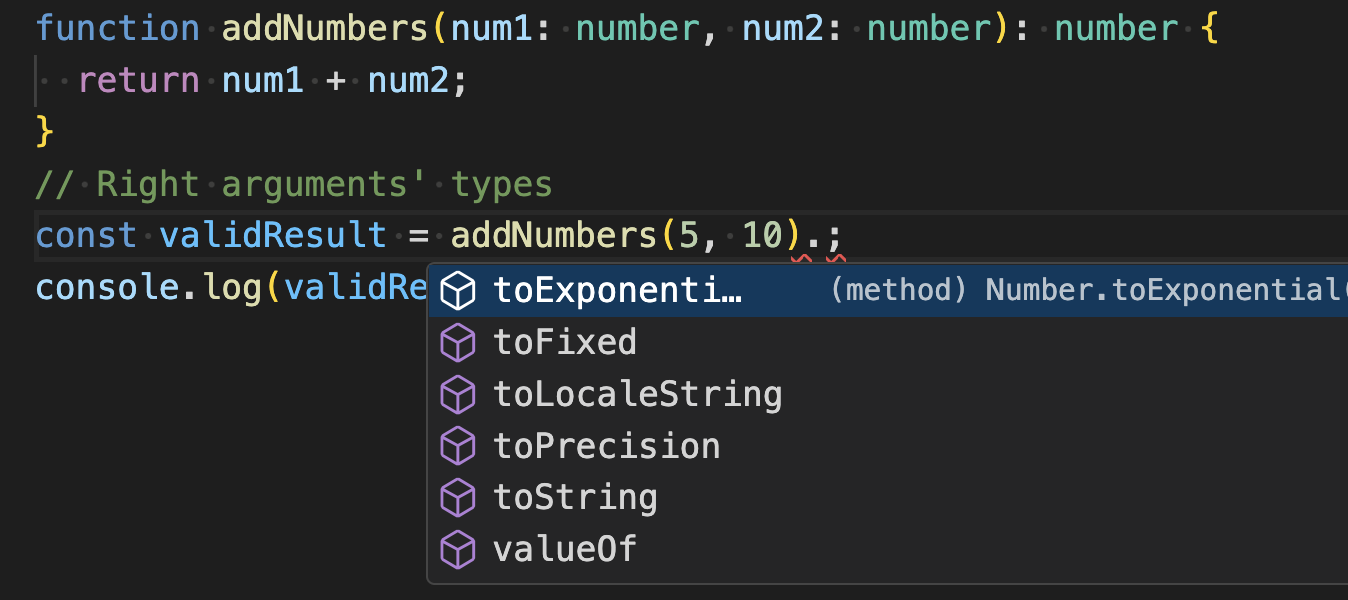 function addNumbers(num1: number, num2: number): number {
  return num1 + num2;
}
// Right arguments' types
const validResult = addNumbers(5, 10).;
console.log(validRe
toExponenti… (method) Number.toExponential(
toFixed
toLocaleString
toPrecision
toString
valueOf